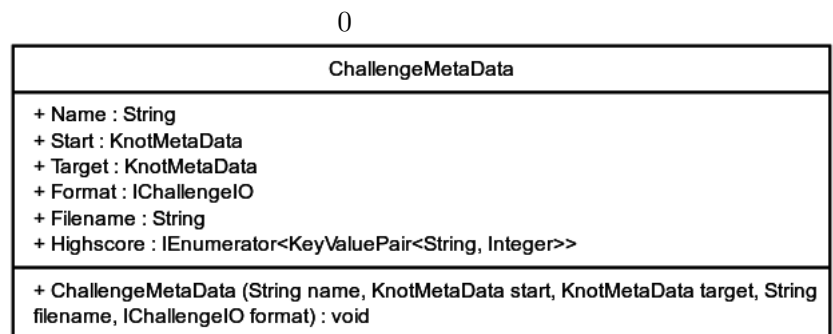 0
ChallengeMetaData
+ Name : String
+ Start : KnotMetaData
+ Target : KnotMetaData
+ Format : IChallengeIO
+ Filename : String
+ Highscore : IEnumerator<KeyValuePair<String, Integer>>
+ ChallengeMetaData (String name, KnotMetaData start, KnotMetaData target, String
filename, IChallengeIO format) : void